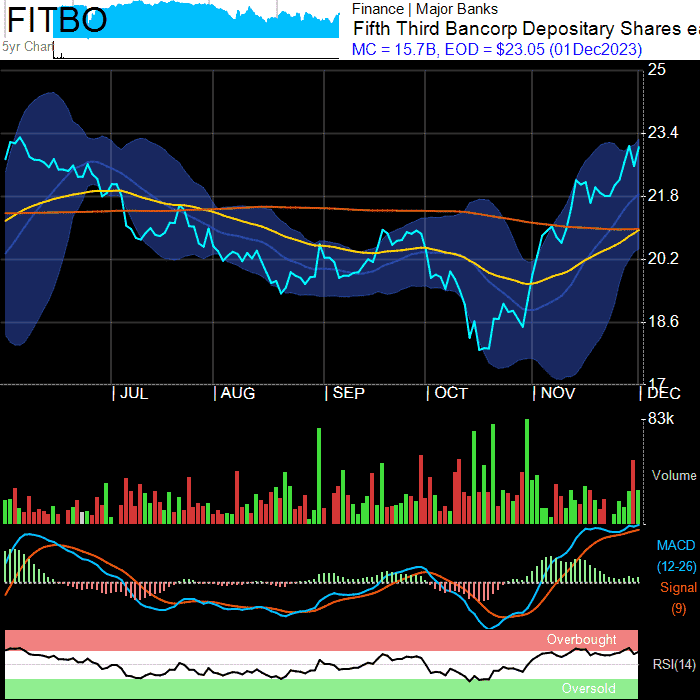 FITBO
5yr Chart
Finance | Major Banks
Fifth Third Bancorp Depositary Shares ea
MC = 15.7B, EOD = $23.05 (01Dec2023)
25
23.4
21.8
20.2
18.6
17
JUL AUG SEP OCT NOV DEC
83k
Volume
MACD
(12-26)
Signal
(9)
Overbought
RSI(14)
Oversold